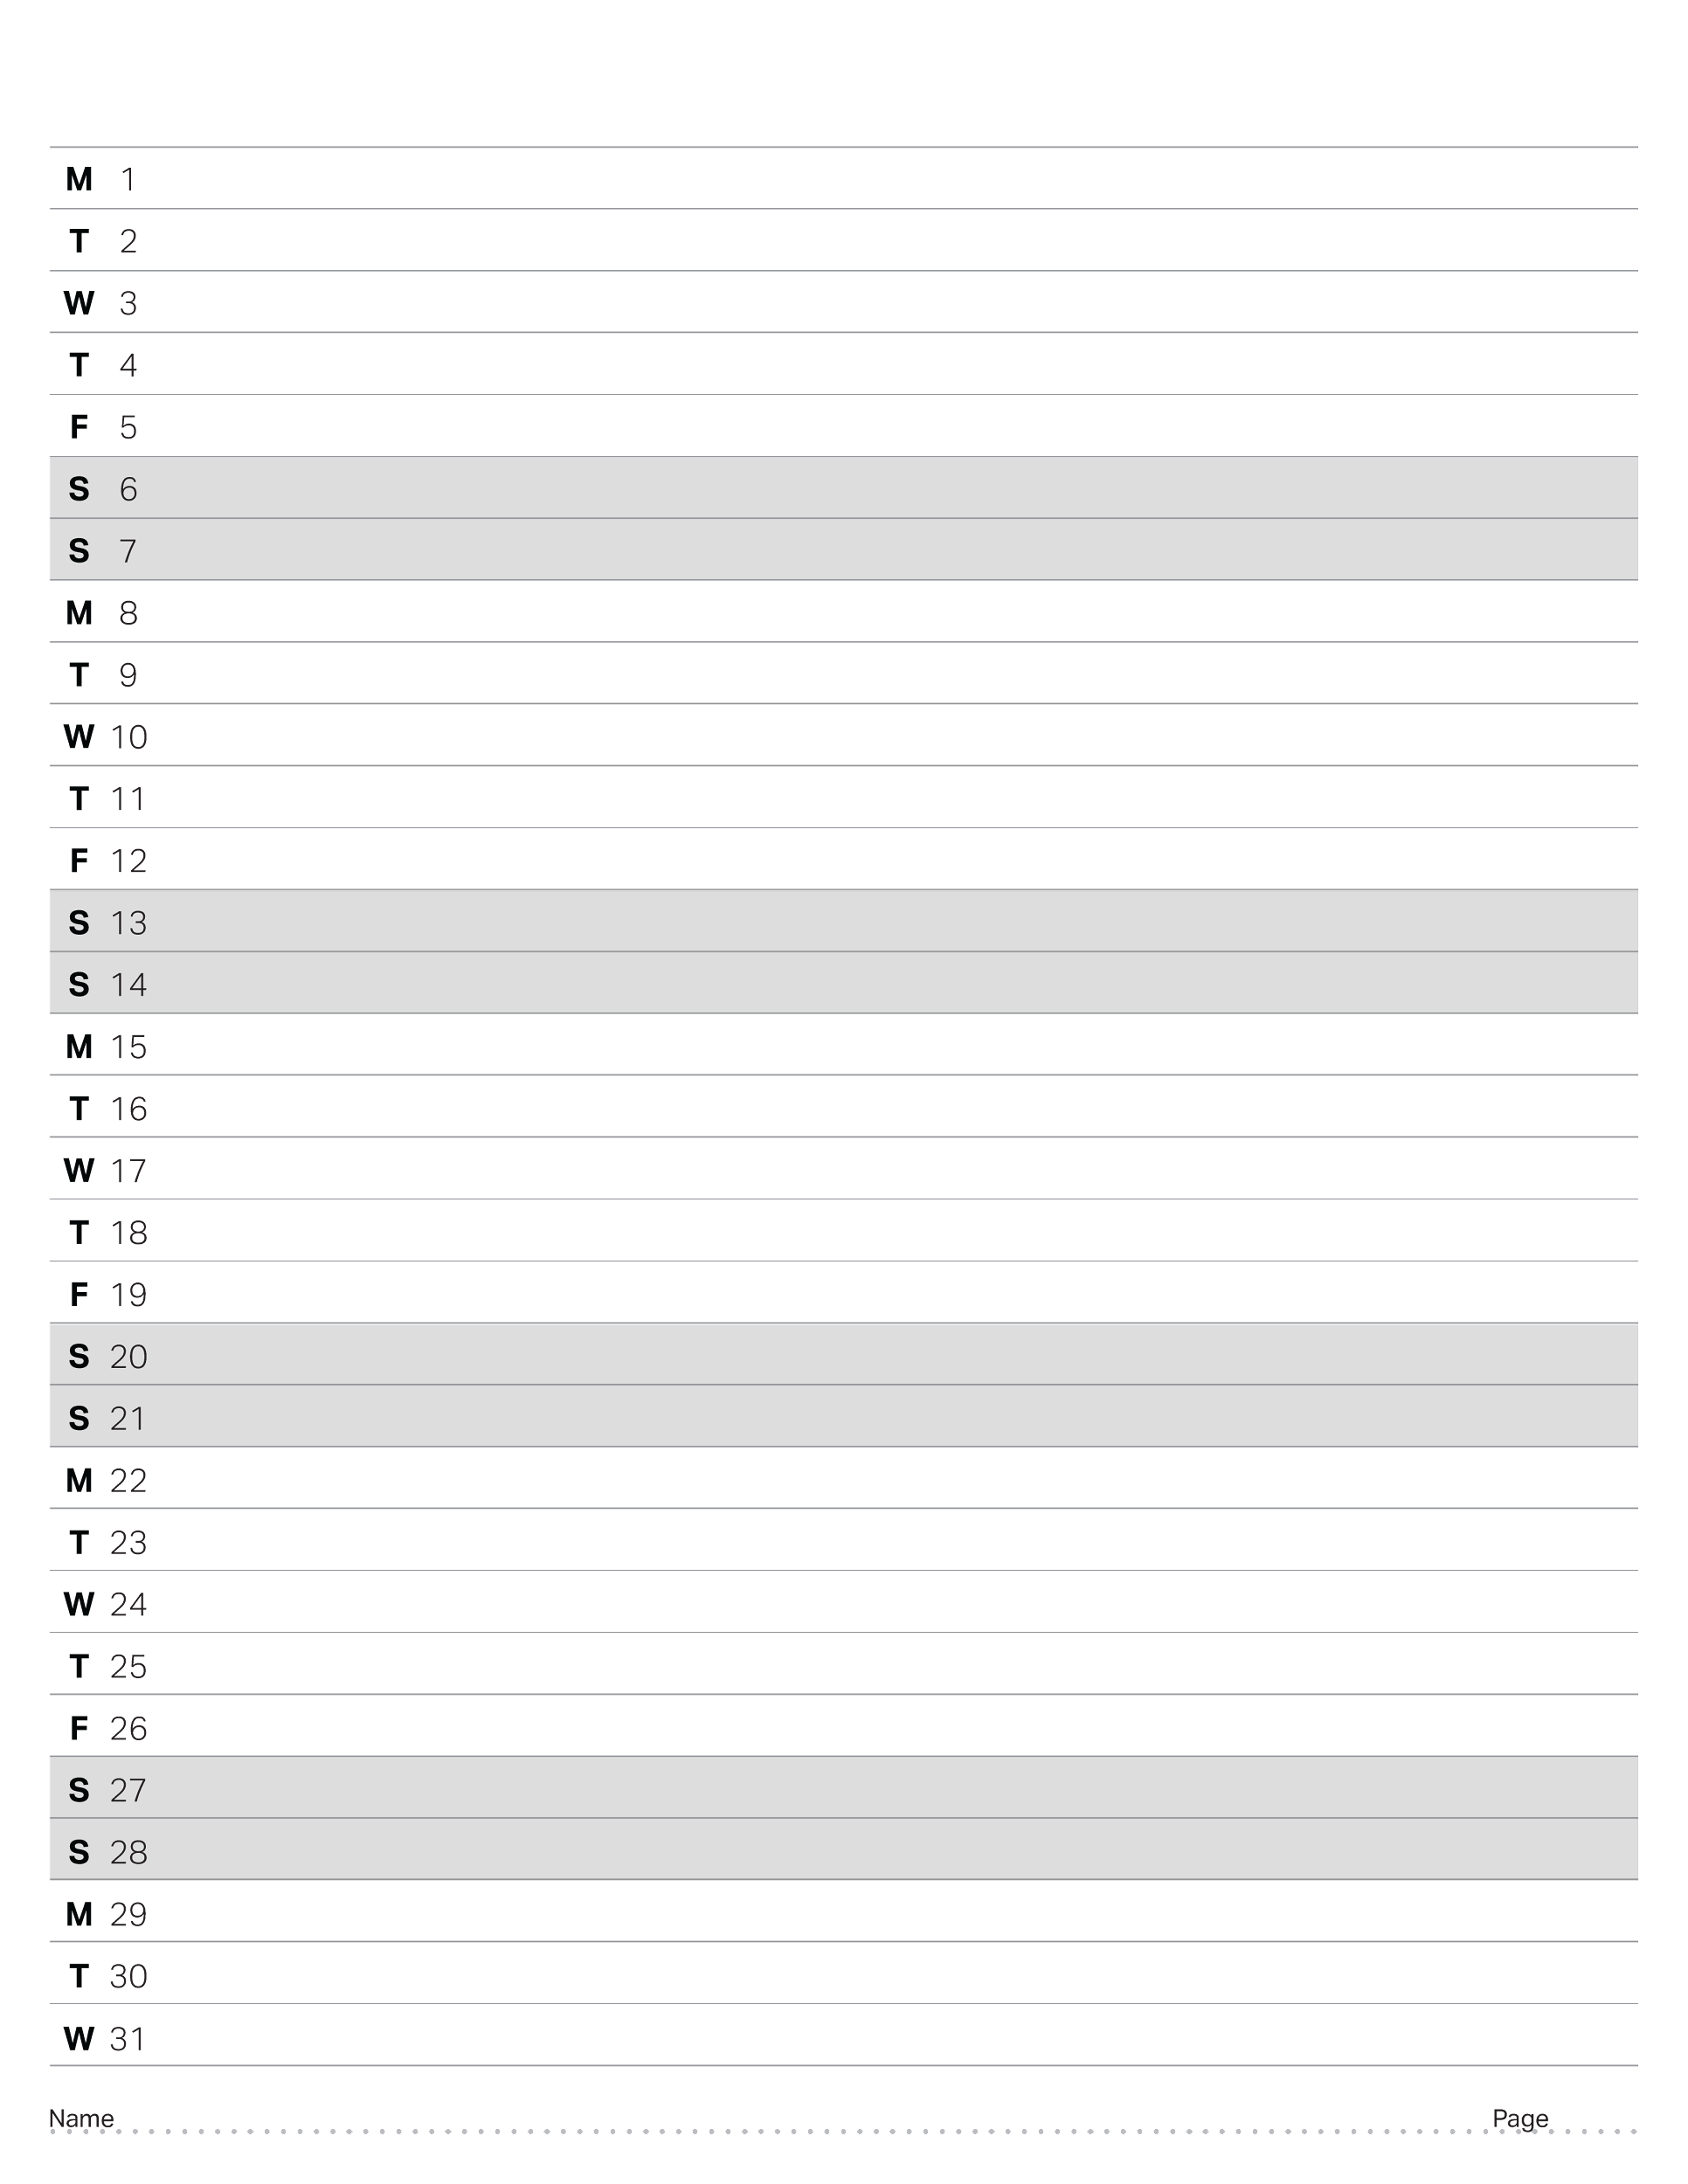 M 1
T 2
W 3
T 4
F 5
S 6
S 7
M 8
T 9
W 10
T 11
F 12
S 13
S 14
M 15
T 16
W 17
T 18
F 19
S 20
S 21
M 22
T 23
W 24
T 25
F 26
S 27
S 28
M 29
T 30
W 31
Name Page